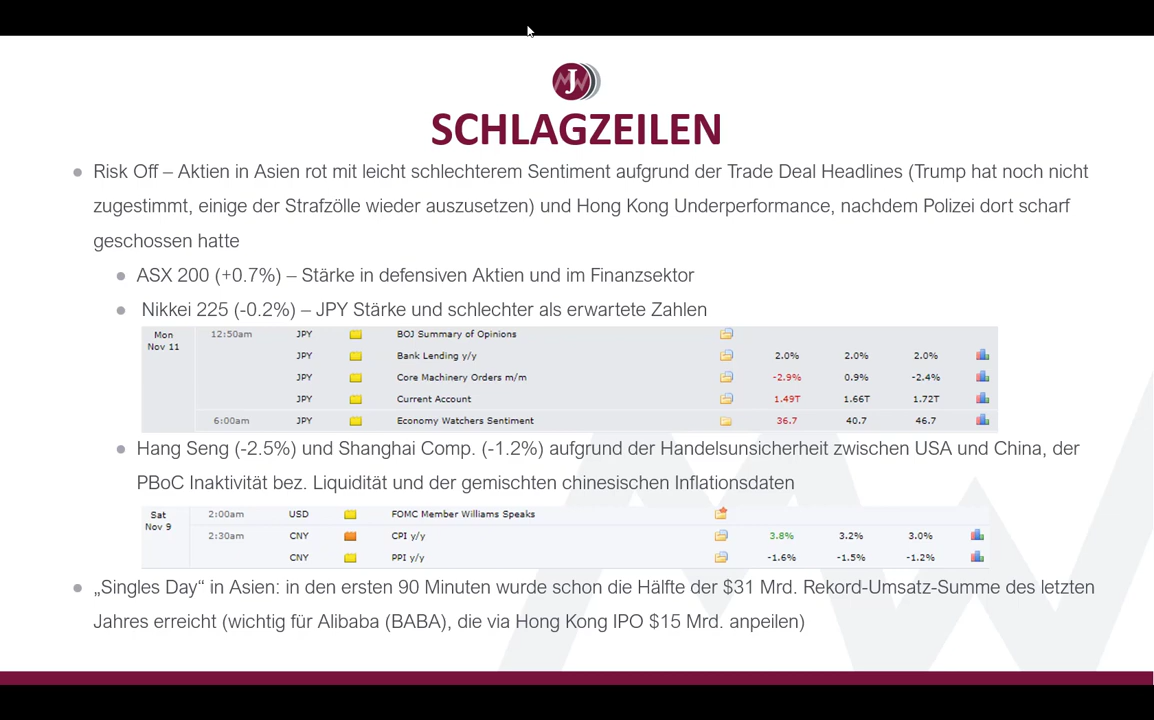 J
SCHLAGZEILEN
Risk Off – Aktien in Asien rot mit leicht schlechterem Sentiment aufgrund der Trade Deal Headlines (Trump hat noch nicht
zugestimmt, einige der Strafzölle wieder auszusetzen) und Hong Kong Underperformance, nachdem Polizei dort scharf
geschossen hatte
ASX 200 (+0.7%) – Stärke in defensiven Aktien und im Finanzsektor
Nikkei 225 (-0.2%) – JPY Stärke und schlechter als erwartete Zahlen
Mon Nov 11 12:50am JPY BOJ Summary of Opinions
JPY Bank Lending y/y 2.0% 2.0% 2.0%
JPY Core Machinery Orders m/m -2.9% 0.9% -2.4%
JPY Current Account 1.49T 1.66T 1.72T
6:00am JPY Economy Watchers Sentiment 36.7 40.7 46.7
Hang Seng (-2.5%) und Shanghai Comp. (-1.2%) aufgrund der Handelsunsicherheit zwischen USA und China, der
PBoC Inaktivität bez. Liquidität und der gemischten chinesischen Inflationsdaten
Sat Nov 9 2:00am USD FOMC Member Williams Speaks
2:30am CNY CPI y/y 3.8% 3.2% 3.0%
CNY PPI y/y -1.6% -1.5% -1.2%
„Singles Day“ in Asien: in den ersten 90 Minuten wurde schon die Hälfte der $31 Mrd. Rekord-Umsatz-Summe des letzten
Jahres erreicht (wichtig für Alibaba (BABA), die via Hong Kong IPO $15 Mrd. anpeilen)